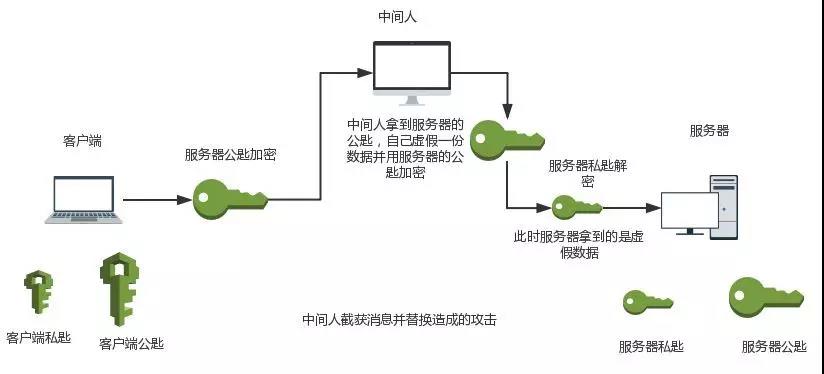 中间人
客户端
服务器公匙加密
中间人拿到服务器的
公匙，自己虚假一份
数据并用服务器的公
匙加密
服务器私匙解
密
服务器
此时服务器拿到的是虚
假数据
客户端私匙
客户端公匙
中间人截获消息并替换造成的攻击
服务器私匙
服务器公匙